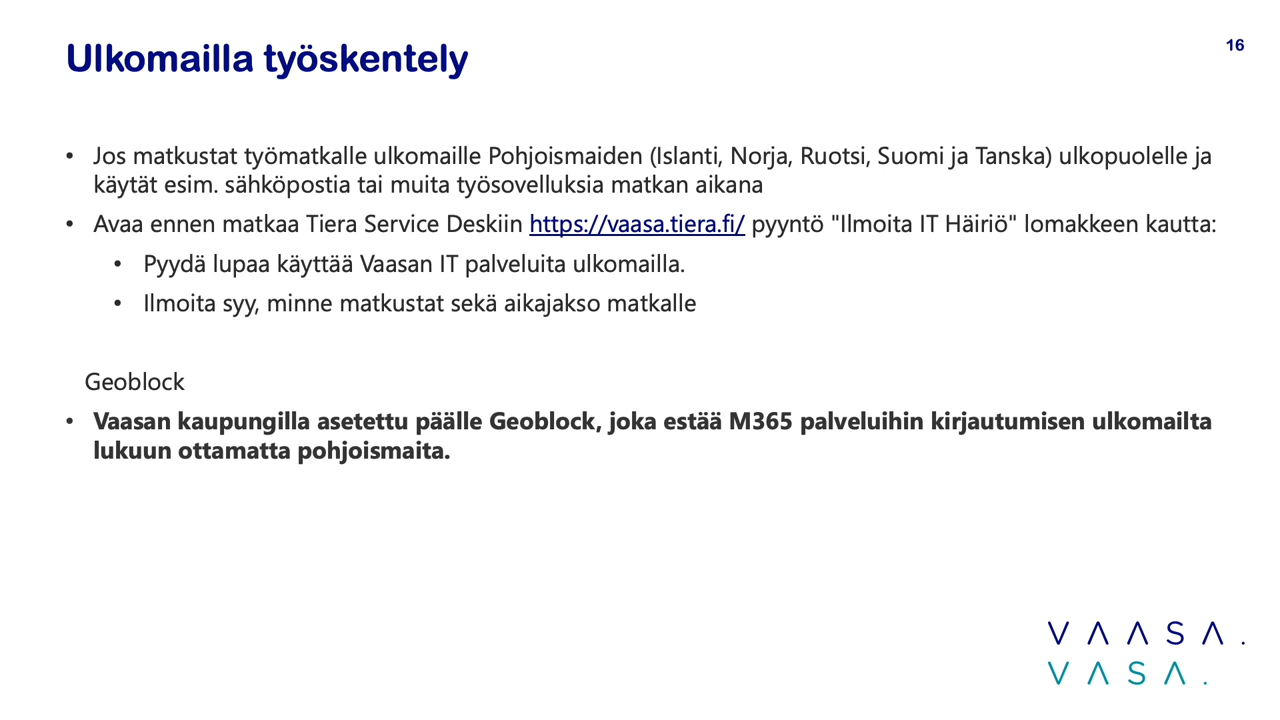 Ulkomailla työskentely
16
• Jos matkustat työmatkalle ulkomaille Pohjoismaiden (Islanti, Norja, Ruotsi, Suomi ja Tanska) ulkopuolelle ja
käytät esim. sähköpostia tai muita työsovelluksia matkan aikana
• Avaa ennen matkaa Tiera Service Deskiin https://vaasa.tiera.fi/ pyyntö "Ilmoita IT Häiriö" lomakkeen kautta:
• Pyydä lupaa käyttää Vaasan IT palveluita ulkomailla.
• Ilmoita syy, minne matkustat sekä aikajakso matkalle
Geoblock
• Vaasan kaupungilla asetettu päälle Geoblock, joka estää M365 palveluihin kirjautumisen ulkomailta
lukuun ottamatta pohjoismaita.
VAASA.
VASA.